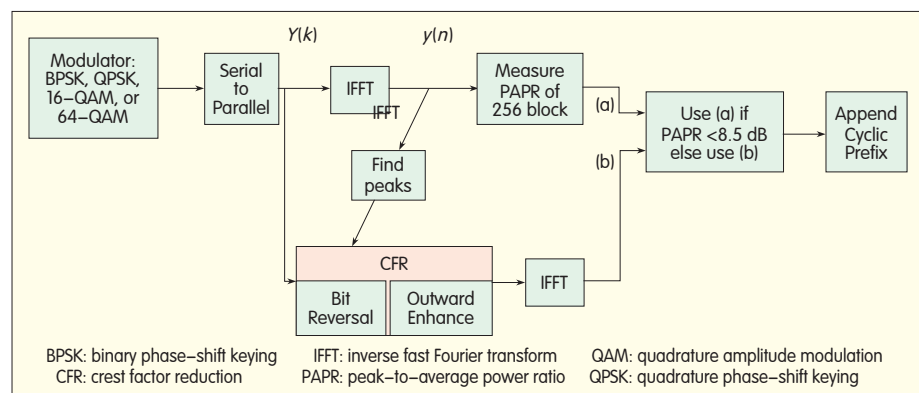 Y(k)
y(n)
Modulator:
BPSK, QPSK,
16–QAM, or
64–QAM
Serial
to
Parallel
IFFT
IFFT
Measure
PAPR of
256 block
(a)
(b)
Use (a) if
PAPR <8.5 dB
else use (b)
Append
Cyclic
Prefix
Find
peaks
CFR
Bit
Reversal
Outward
Enhance
IFFT
BPSK: binary phase–shift keying
IFFT: inverse fast Fourier transform
QAM: quadrature amplitude modulation
CFR: crest factor reduction
PAPR: peak–to–average power ratio
QPSK: quadrature phase–shift keying